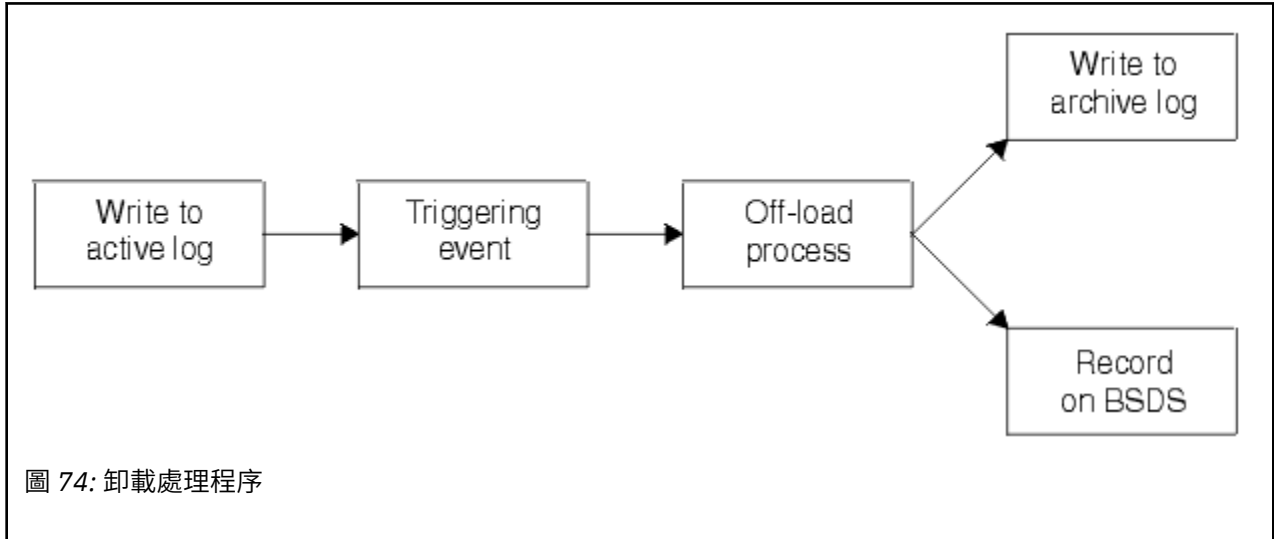 Write to
archive log
Write to
active log
Triggering
event
Off-load
process
Record
on BSDS
圖 74: 卸載處理程序